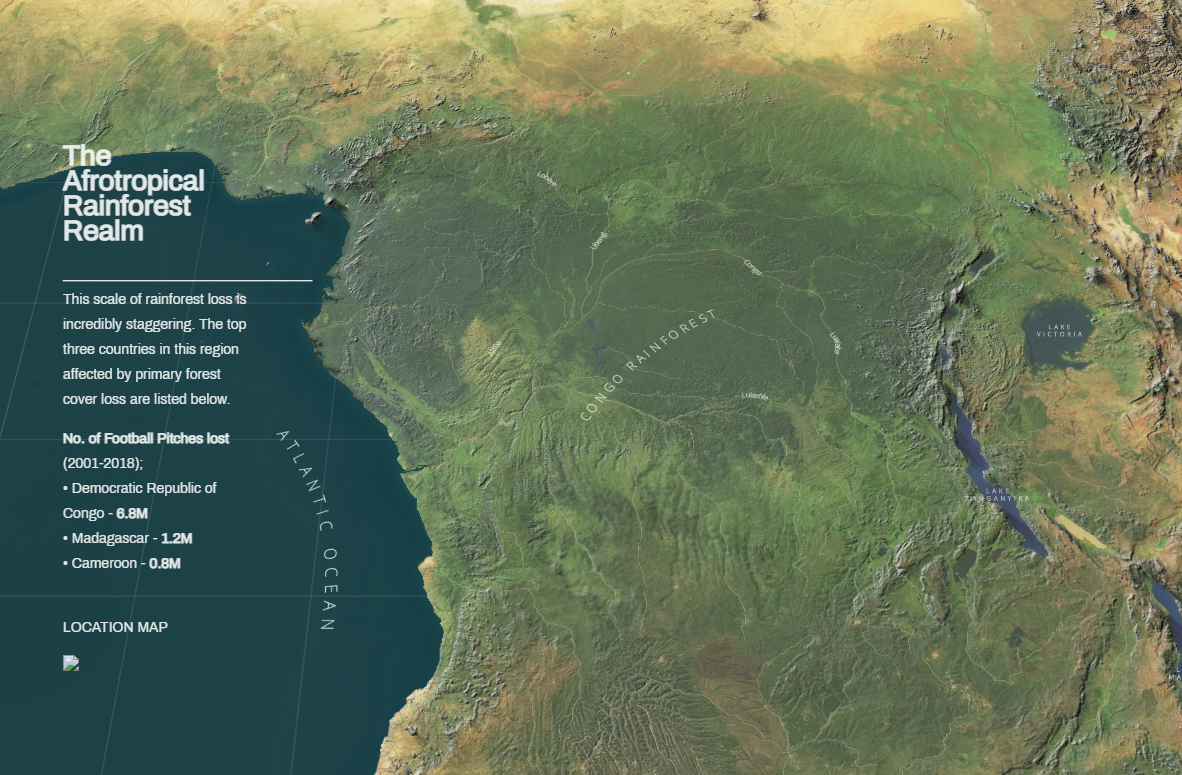 The
Afrotropical
Rainforest
Realm
This scale of rainforest loss is
incredibly staggering. The top
three countries in this region
affected by primary forest
cover loss are listed below.
No. of Football Pitches lost
(2001-2018);
• Democratic Republic of
Congo - 6.8M
• Madagascar - 1.2M
• Cameroon - 0.8M
LOCATION MAP
ATLANTIC OCEAN
CONGO RAINFOREST
Congo
Lukenie
LAKE
VICTORIA
LAKE
TANGANYIKA